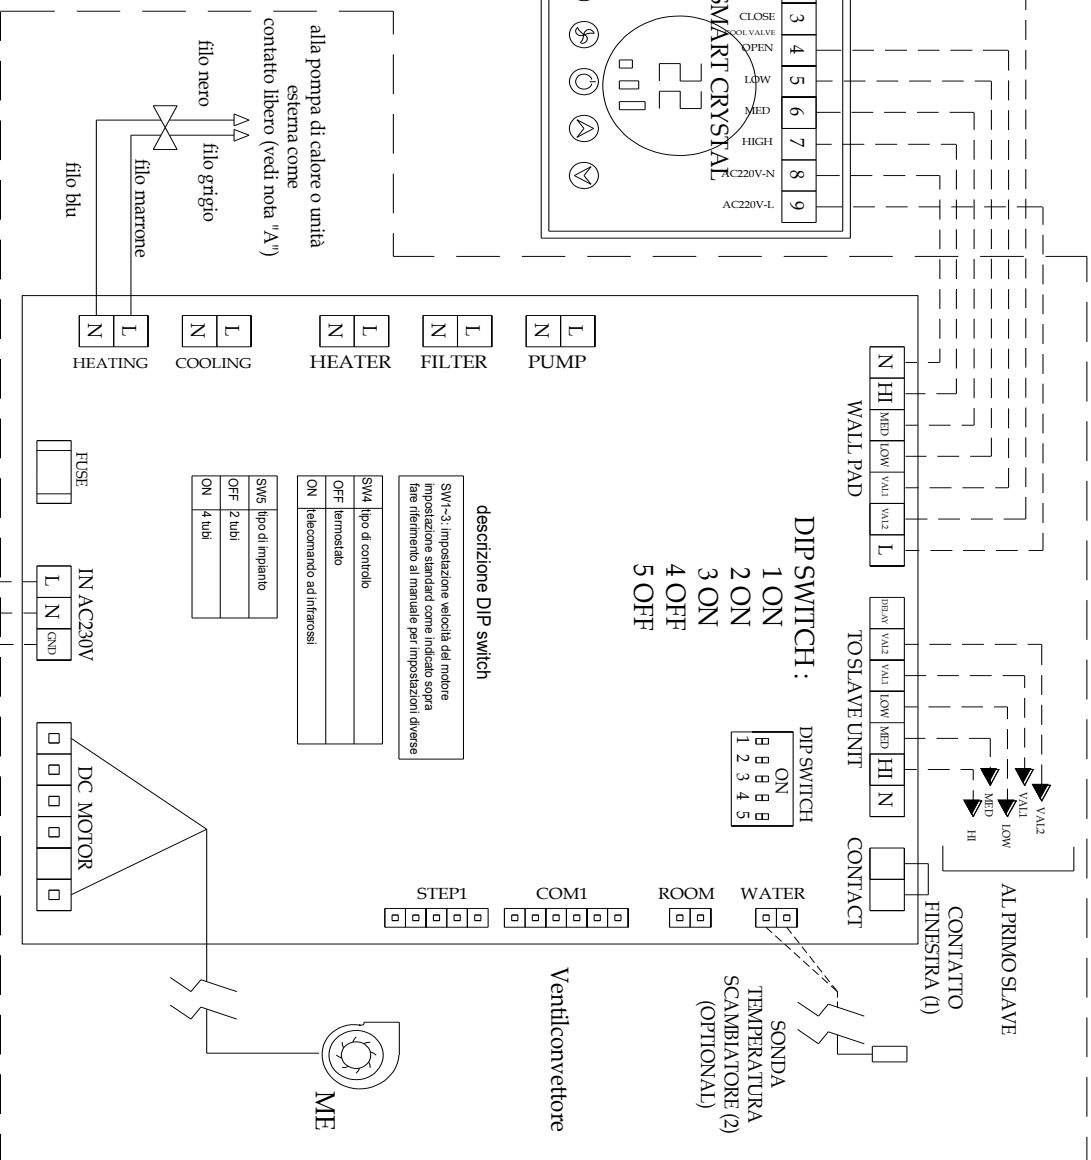 CLOSE
3
OPEN
4
LOW
5
MED
6
HIGH
7
AC220V-N
8
AC220V-L
9
SMART CRYSTAL
alla pompa di calore o unità
esterna come
contatto libero (vedi nota "A")
filo nero
filo grigio
filo blu
filo marrone
N L
HEATING
N L
COOLING
N L
HEATER
N L
FILTER
N L
PUMP
N HI MED LOW VAL1 VAL2 L
WALL PAD
DIP SWITCH :
1 ON
2 ON
3 ON
4 OFF
5 OFF
FUSE
descrizione DIP switch
SW1~3: impostazione velocità del motore
impostazione standard come indicato sopra
fare riferimento al manuale per impostazioni diverse
SW4 tipo di controllo
OFF termostato
ON telecomando ad infrarossi
SW5 tipo di impianto
OFF 2 tubi
ON 4 tubi
IN AC230V
L N GND
DELAY VAL2 VAL1 LOW MED HI N
TO SLAVE UNIT
VAL2
VAL1
LOW
MED
HI
AL PRIMO SLAVE
DIP SWITCH
ON
1 2 3 4 5
DC MOTOR
CONTACT
CONTATTO
FINESTRA (1)
STEP1
COM1
ROOM
WATER
SONDA
TEMPERATURA
SCAMBIATORE (2)
(OPTIONAL)
Ventilconvettore
ME